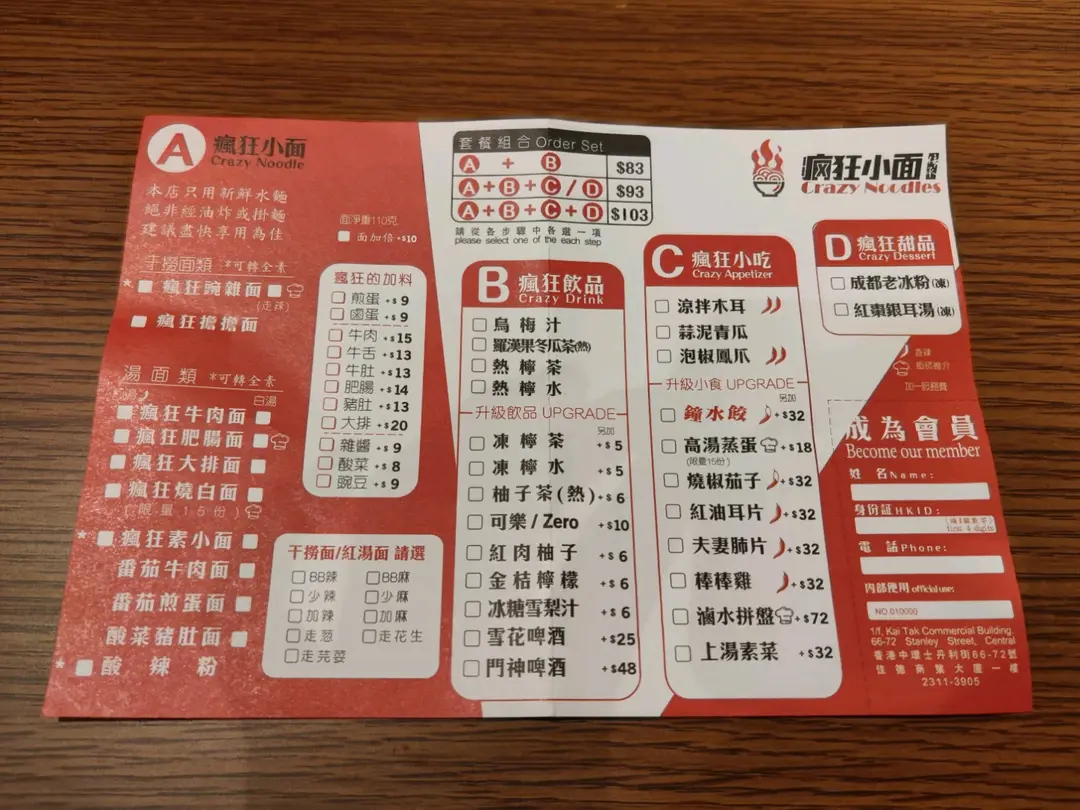 A 瘋狂小面
Crazy Noodle
本店只用新鮮水麵
絕非經油炸或掛麵
建議盡快享用為佳
面淨重110克
面加倍 +$10
手撈面類 *可轉全素
* 瘋狂豌雜面
(走辣)
瘋狂擔擔面
湯面類 *可轉全素
白湯
瘋狂牛肉面
瘋狂肥腸面
瘋狂大排面
瘋狂燒白面
(限量15份)
* 瘋狂素小面
番茄牛肉面
番茄煎蛋面
酸菜豬肚面
* 酸辣粉
瘋狂的加料
煎蛋 +$9
鹵蛋 +$9
牛肉 +$15
牛舌 +$13
牛肚 +$13
肥腸 +$14
豬肚 +$13
大排 +$20
雜醬 +$9
酸菜 +$8
豌豆 +$9
干撈面/紅湯面 請選
BB辣 BB麻
少辣 少麻
加辣 加麻
走葱 走花生
走芫荽
套餐組合 Order Set
A + B $83
A+B+C/D $93
A+B+C+D $103
請從各步驟中各選一項
please select one of the each step
B 瘋狂飲品
Crazy Drink
烏梅汁
羅漢果冬瓜茶(熱)
熱檸茶
熱檸水
升級飲品 UPGRADE
另加
凍檸茶 +$5
凍檸水 +$5
柚子茶(熱) +$6
可樂/Zero +$10
紅肉柚子 +$6
金桔檸檬 +$6
冰糖雪梨汁 +$6
雪花啤酒 +$25
門神啤酒 +$48
C 瘋狂小吃
Crazy Appetizer
涼拌木耳
蒜泥青瓜
泡椒鳳爪
升級小食 UPGRADE
另加
鐘水餃 +$32
高湯蒸蛋 +$18
(限量15份)
燒椒茄子 +$32
紅油耳片 +$32
夫妻肺片 +$32
棒棒雞 +$32
滷水拼盤 +$72
上湯素菜 +$32
瘋狂小面
Crazy Noodles
D 瘋狂甜品
Crazy Dessert
成都老冰粉(凍)
紅棗銀耳湯(凍)
香辣
廚師推介
加一服務費
成為會員
Become our member
姓名 Name:
身份証 HKID:
first 4 digits
電話 Phone:
內部使用 official use:
NO.010000
1/f, Kai Tak Commercial Building,
66-72 Stanley Street, Central
香港中環士丹利街66-72號
佳德商業大廈一樓
2311-3905